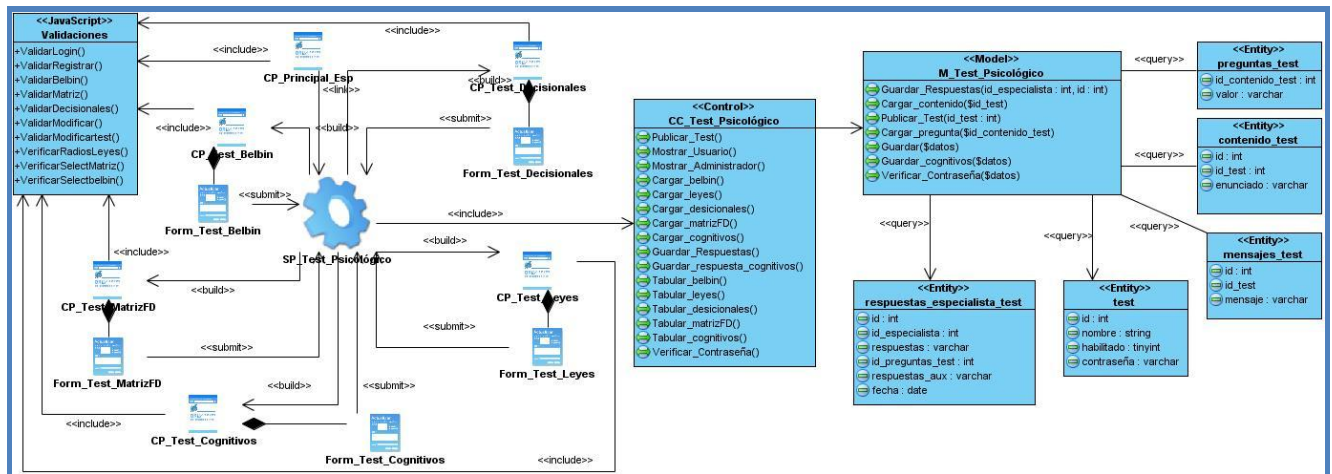 <<JavaScript>>
Validaciones
+ValidarLogin()
+ValidarRegistrar()
+ValidarBelbin()
+ValidarMatriz()
+ValidarDecisionales()
+ValidarModificar()
+ValidarModificartest()
+VerificarRadiosLeyes()
+VerificarSelectMatriz()
+VerificarSelectbelbin()
<<include>>
CP_Principal_Esp
<<include>>
CP_Test_Decisionales
<<build>>
<<link>>
<<submit>>
Form_Test_Decisionales
<<include>>
CP_Test_Belbin
<<build>>
Form_Test_Belbin
<<submit>>
SP_Test_Psicológico
<<include>>
<<include>>
CP_Test_MatrizFD
<<build>>
Form_Test_MatrizFD
<<submit>>
<<build>>
CP_Test_Leyes
<<submit>>
Form_Test_Leyes
<<build>>
<<submit>>
<<include>>
CP_Test_Cognitivos
Form_Test_Cognitivos
<<include>>
<<Control>>
CC_Test_Psicológico
Publicar_Test()
Mostrar_Usuario()
Mostrar_Administrador()
Cargar_belbin()
Cargar_leyes()
Cargar_desicionales()
Cargar_matrizFD()
Cargar_cognitivos()
Guardar_Respuestas()
Guardar_respuesta_cognitivos()
Tabular_belbin()
Tabular_leyes()
Tabular_desicionales()
Tabular_matrizFD()
Tabular_cognitivos()
Verificar_Contraseña()
<<Model>>
M_Test_Psicológico
Guardar_Respuestas(id_especialista : int, id : int)
Cargar_contenido($id_test)
Publicar_Test(id_test : int)
Cargar_pregunta($id_contenido_test)
Guardar($datos)
Guardar_cognitivos($datos)
Verificar_Contraseña($datos)
<<query>>
<<Entity>>
preguntas_test
id_contenido_test : int
valor : varchar
<<query>>
<<Entity>>
contenido_test
id : int
id_test : int
enunciado : varchar
<<query>>
<<query>>
<<query>>
<<Entity>>
mensajes_test
id : int
id_test
mensaje : varchar
<<Entity>>
respuestas_especialista_test
id : int
id_especialista : int
respuestas : varchar
id_preguntas_test : int
respuestas_aux : varchar
fecha : date
<<Entity>>
test
id : int
nombre : string
habilitado : tinyint
contraseña : varchar